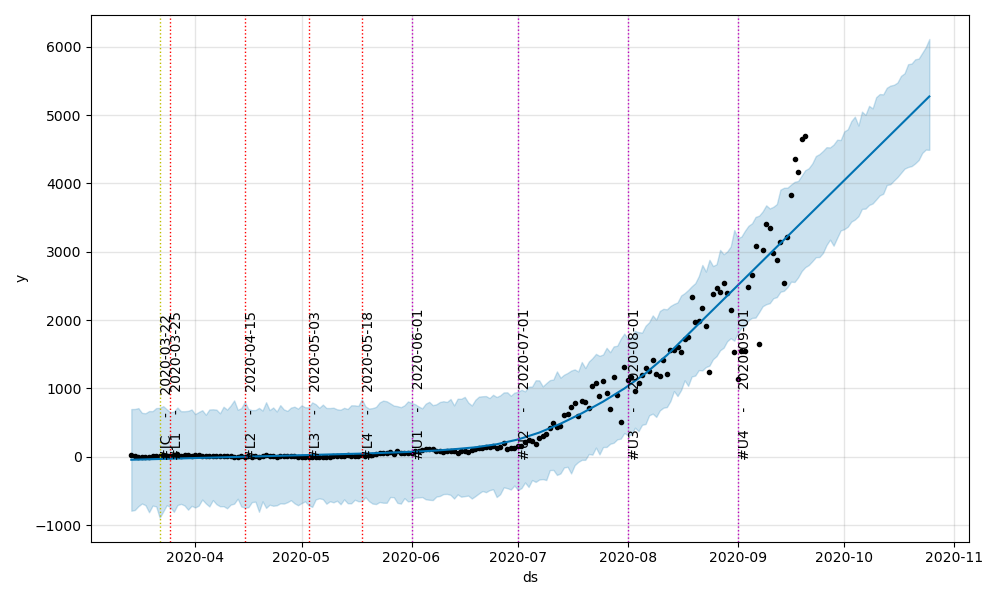 6000
5000
4000
3000
2000
1000
0
−1000
y
#JC - 2020-03-22
#L1 - 2020-03-25
#L2 - 2020-04-15
#L3 - 2020-05-03
#L4 - 2020-05-18
#U1 - 2020-06-01
#U2 - 2020-07-01
#U3 - 2020-08-01
#U4 - 2020-09-01
2020-04
2020-05
2020-06
2020-07
2020-08
2020-09
2020-10
2020-11
ds